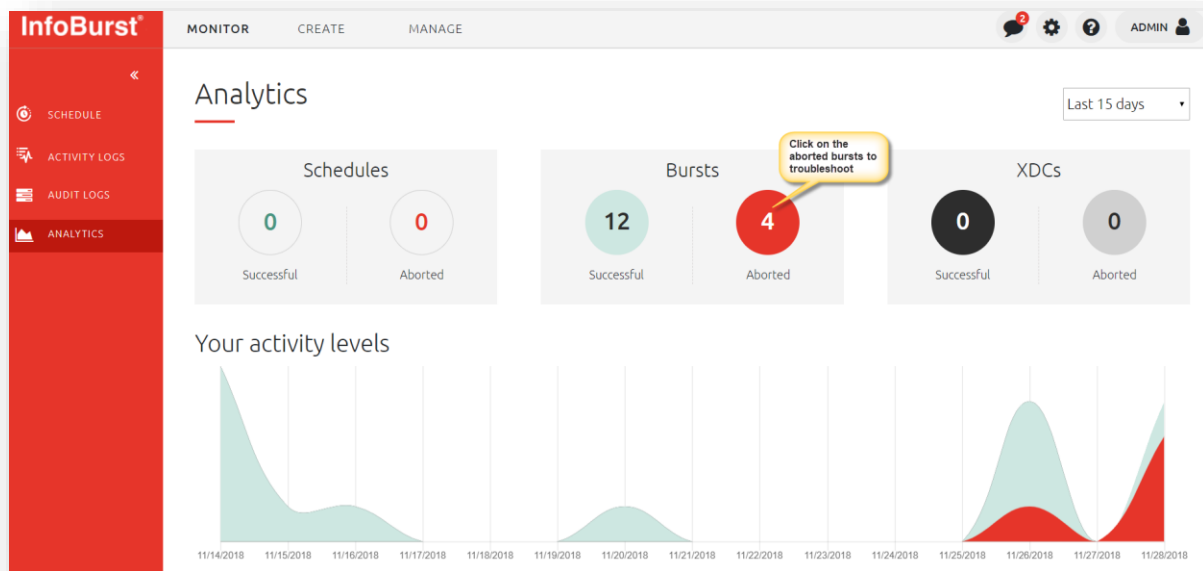 InfoBurst®
MONITOR CREATE MANAGE
2
ADMIN
«
SCHEDULE
ACTIVITY LOGS
AUDIT LOGS
ANALYTICS
Analytics
Last 15 days
Click on the
aborted bursts to
troubleshoot
Schedules
0 0
Successful Aborted
Bursts
12 4
Successful Aborted
XDCs
0 0
Successful Aborted
Your activity levels
11/14/2018 11/15/2018 11/16/2018 11/17/2018 11/18/2018 11/19/2018 11/20/2018 11/21/2018 11/22/2018 11/23/2018 11/24/2018 11/25/2018 11/26/2018 11/27/2018 11/28/2018